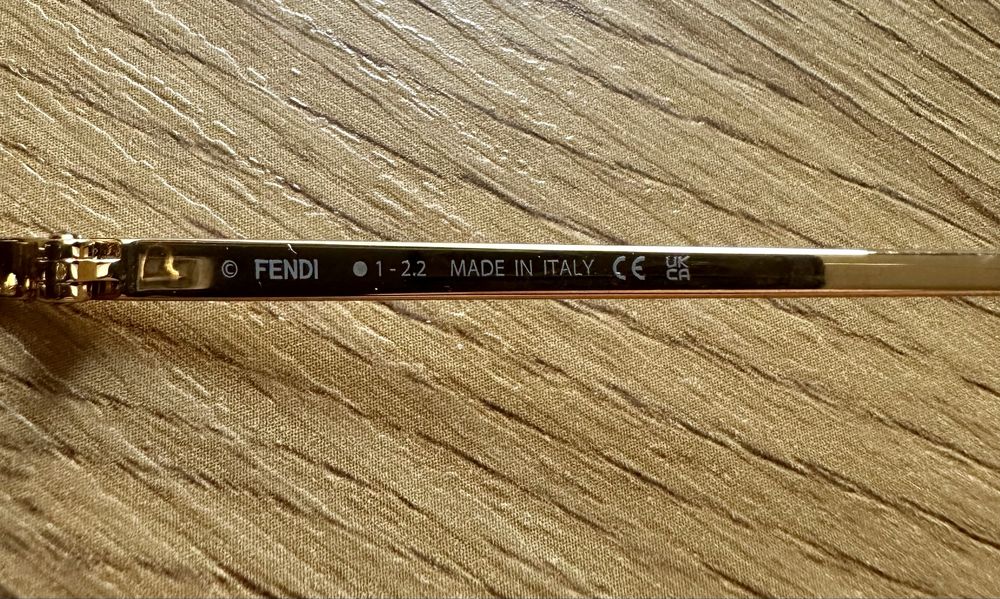 © FENDI ● 1 - 2.2 MADE IN ITALY CE UK CA